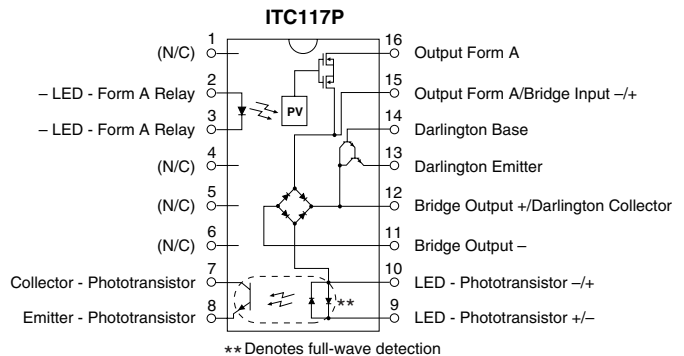 ITC117P
1
(N/C)
16
Output Form A
2
– LED - Form A Relay
15
Output Form A/Bridge Input –/+
PV
3
– LED - Form A Relay
14
Darlington Base
4
(N/C)
13
Darlington Emitter
5
(N/C)
12
Bridge Output +/Darlington Collector
6
(N/C)
11
Bridge Output –
7
Collector - Phototransistor
10
LED - Phototransistor –/+
**
8
Emitter - Phototransistor
9
LED - Phototransistor +/–
**Denotes full-wave detection